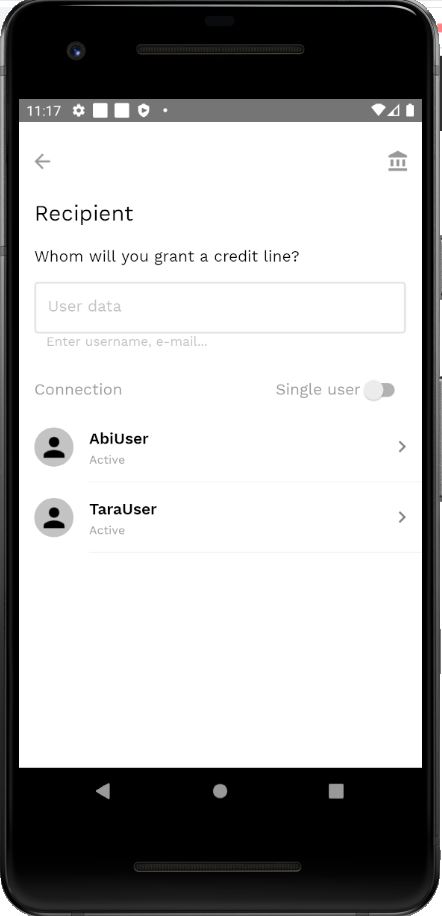 11:17
Recipient
Whom will you grant a credit line?
User data
Enter username, e-mail...
Connection Single user
AbiUser
Active
TaraUser
Active